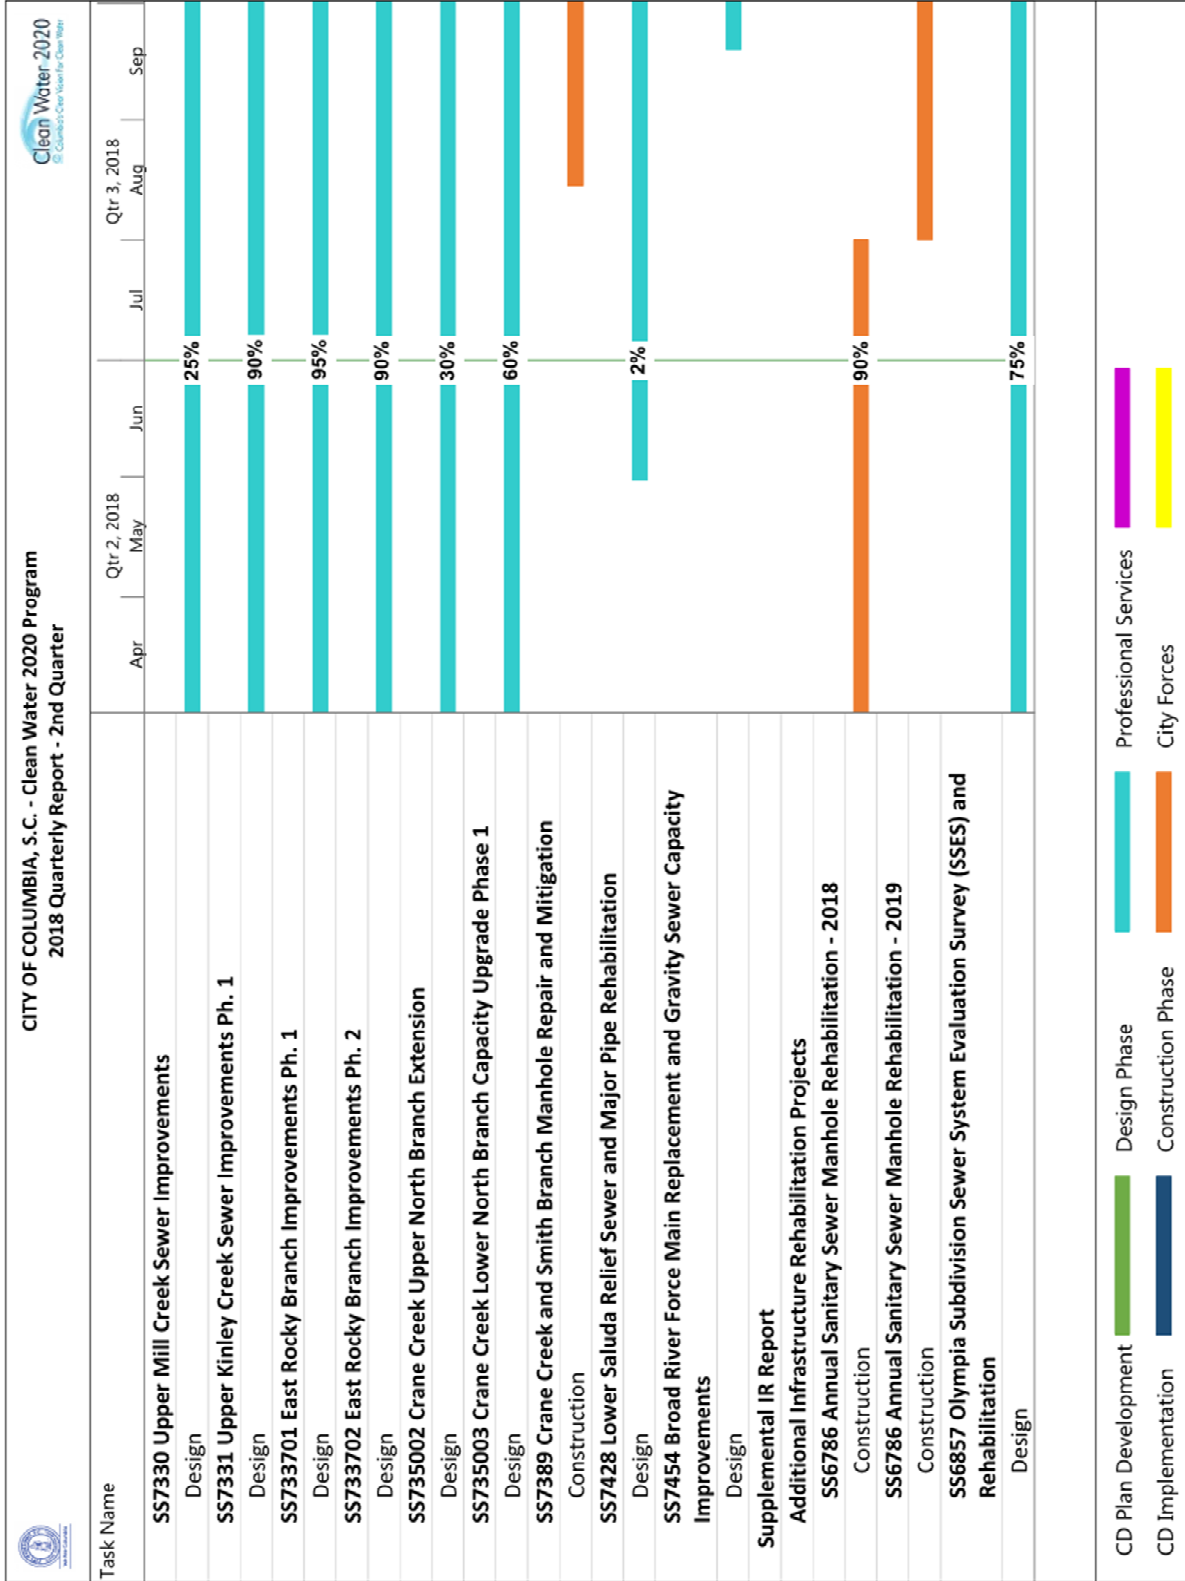 CITY OF COLUMBIA, S.C. - Clean Water 2020 Program
2018 Quarterly Report - 2nd Quarter
Clean Water 2020
Columbia's Clear Vision For Clean Water
Task Name
Qtr 2, 2018
Qtr 3, 2018
Apr
May
Jun
Jul
Aug
Sep
SS7330 Upper Mill Creek Sewer Improvements
Design
25%
SS7331 Upper Kinley Creek Sewer Improvements Ph. 1
Design
90%
SS733701 East Rocky Branch Improvements Ph. 1
Design
95%
SS733702 East Rocky Branch Improvements Ph. 2
Design
90%
SS735002 Crane Creek Upper North Branch Extension
Design
30%
SS735003 Crane Creek Lower North Branch Capacity Upgrade Phase 1
Design
60%
SS7389 Crane Creek and Smith Branch Manhole Repair and Mitigation
Construction
SS7428 Lower Saluda Relief Sewer and Major Pipe Rehabilitation
Design
2%
SS7454 Broad River Force Main Replacement and Gravity Sewer Capacity
Improvements
Design
Supplemental IR Report
Additional Infrastructure Rehabilitation Projects
SS6786 Annual Sanitary Sewer Manhole Rehabilitation - 2018
Construction
90%
SS6786 Annual Sanitary Sewer Manhole Rehabilitation - 2019
Construction
SS6857 Olympia Subdivision Sewer System Evaluation Survey (SSES) and
Rehabilitation
Design
75%
CD Plan Development
Design Phase
Professional Services
CD Implementation
Construction Phase
City Forces